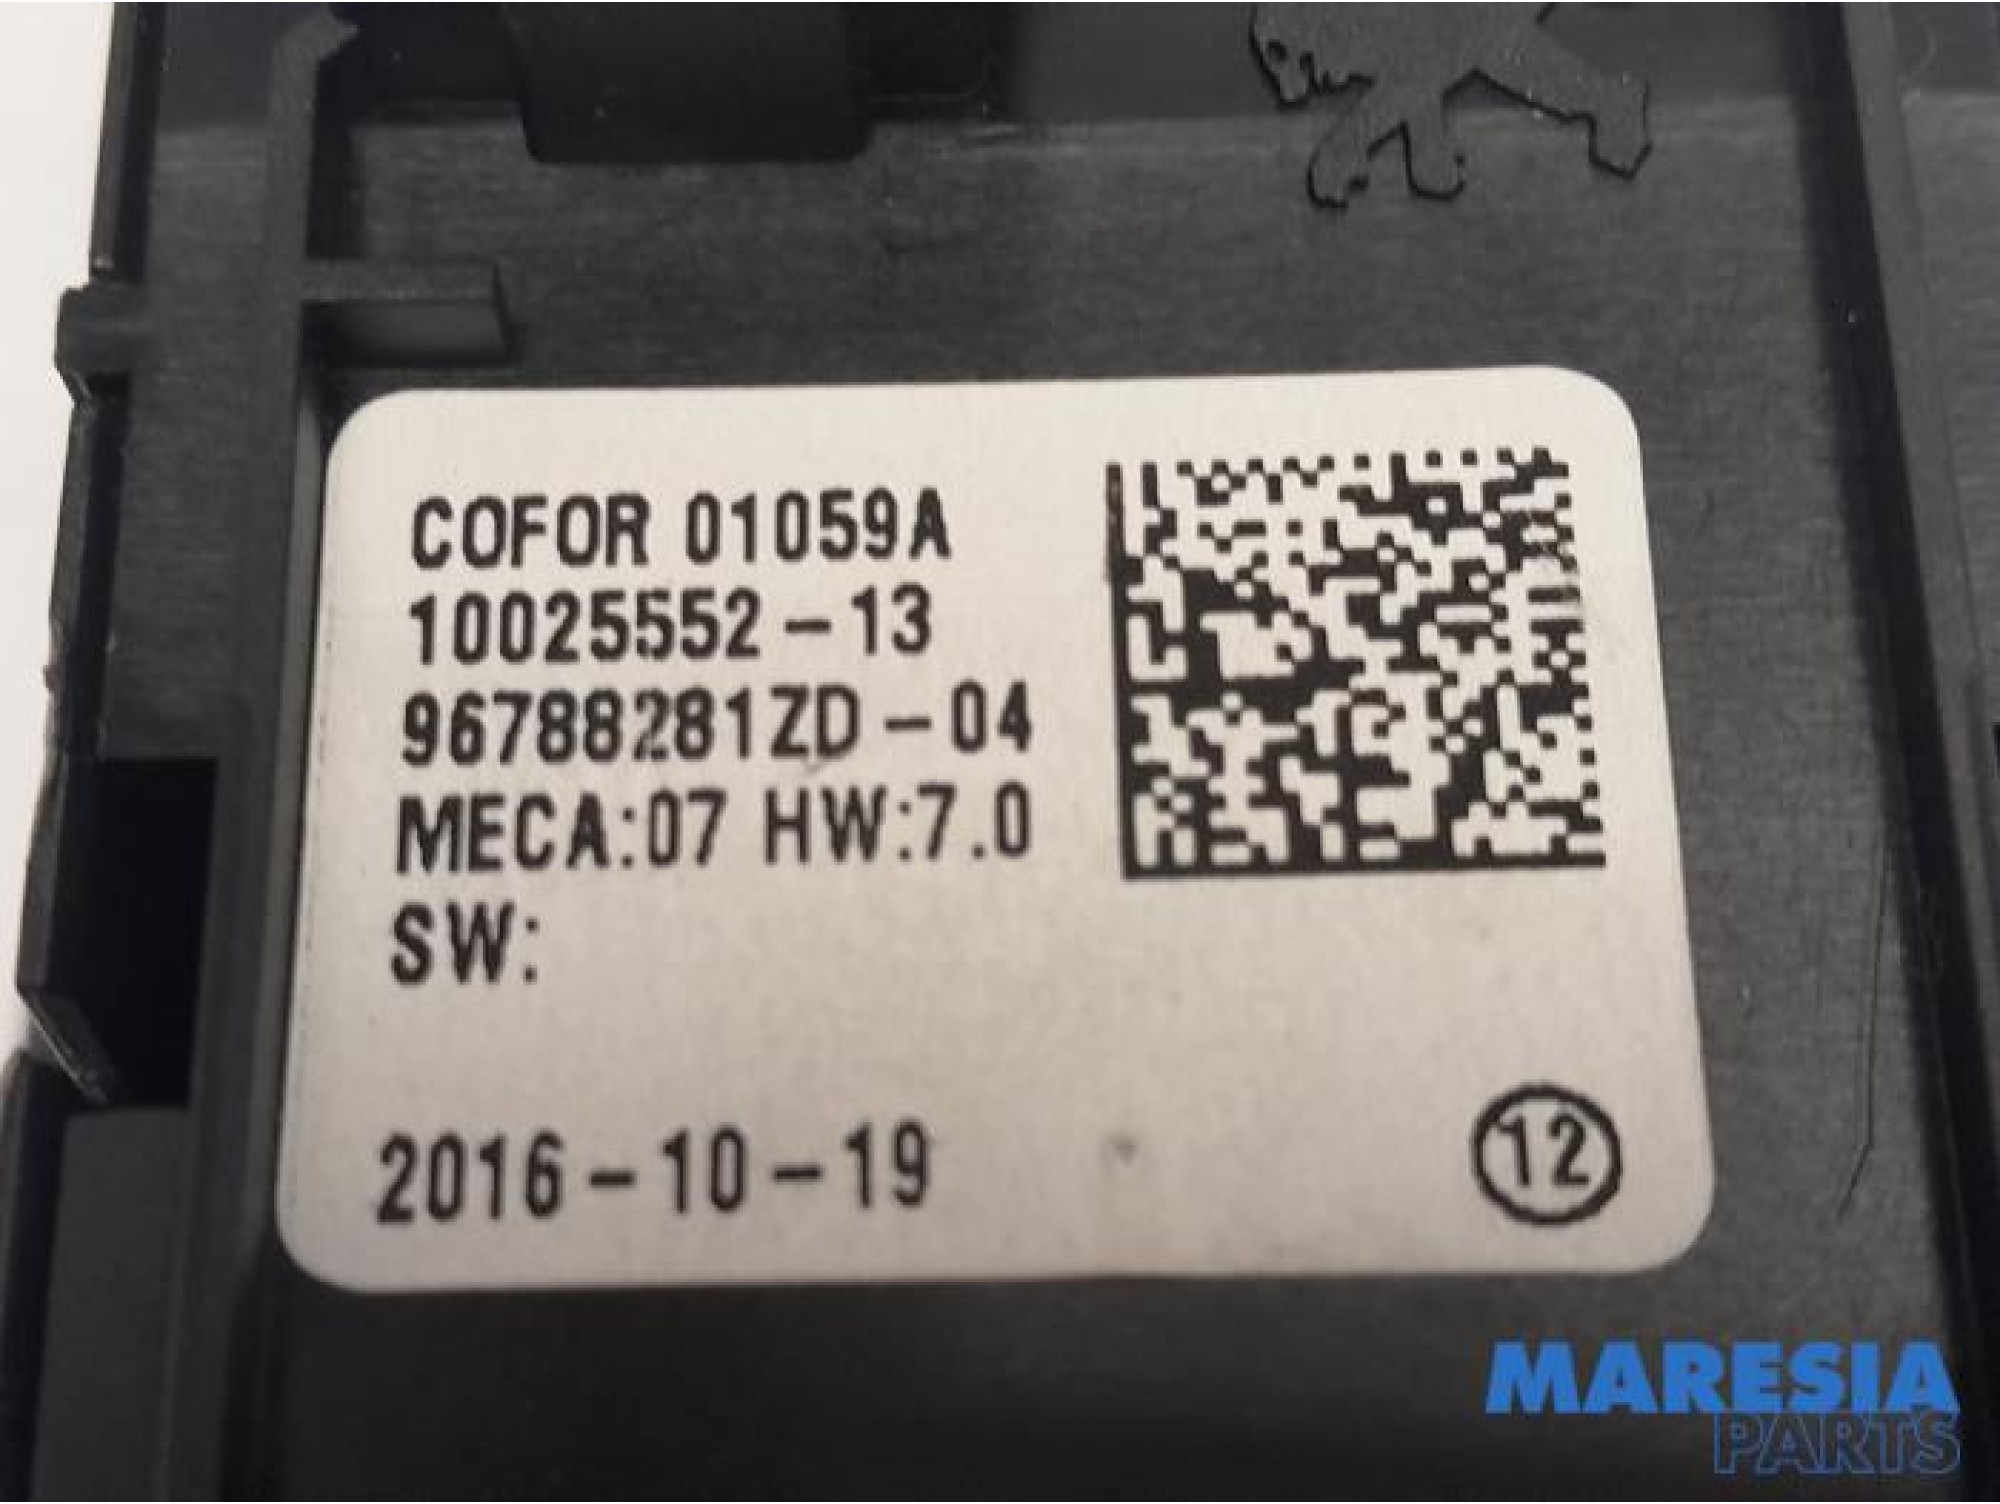 COFOR 01059A
10025552-13
96788281ZD-04
MECA:07 HW:7.0
SW:
2016-10-19
12
MARESIA
PARTS